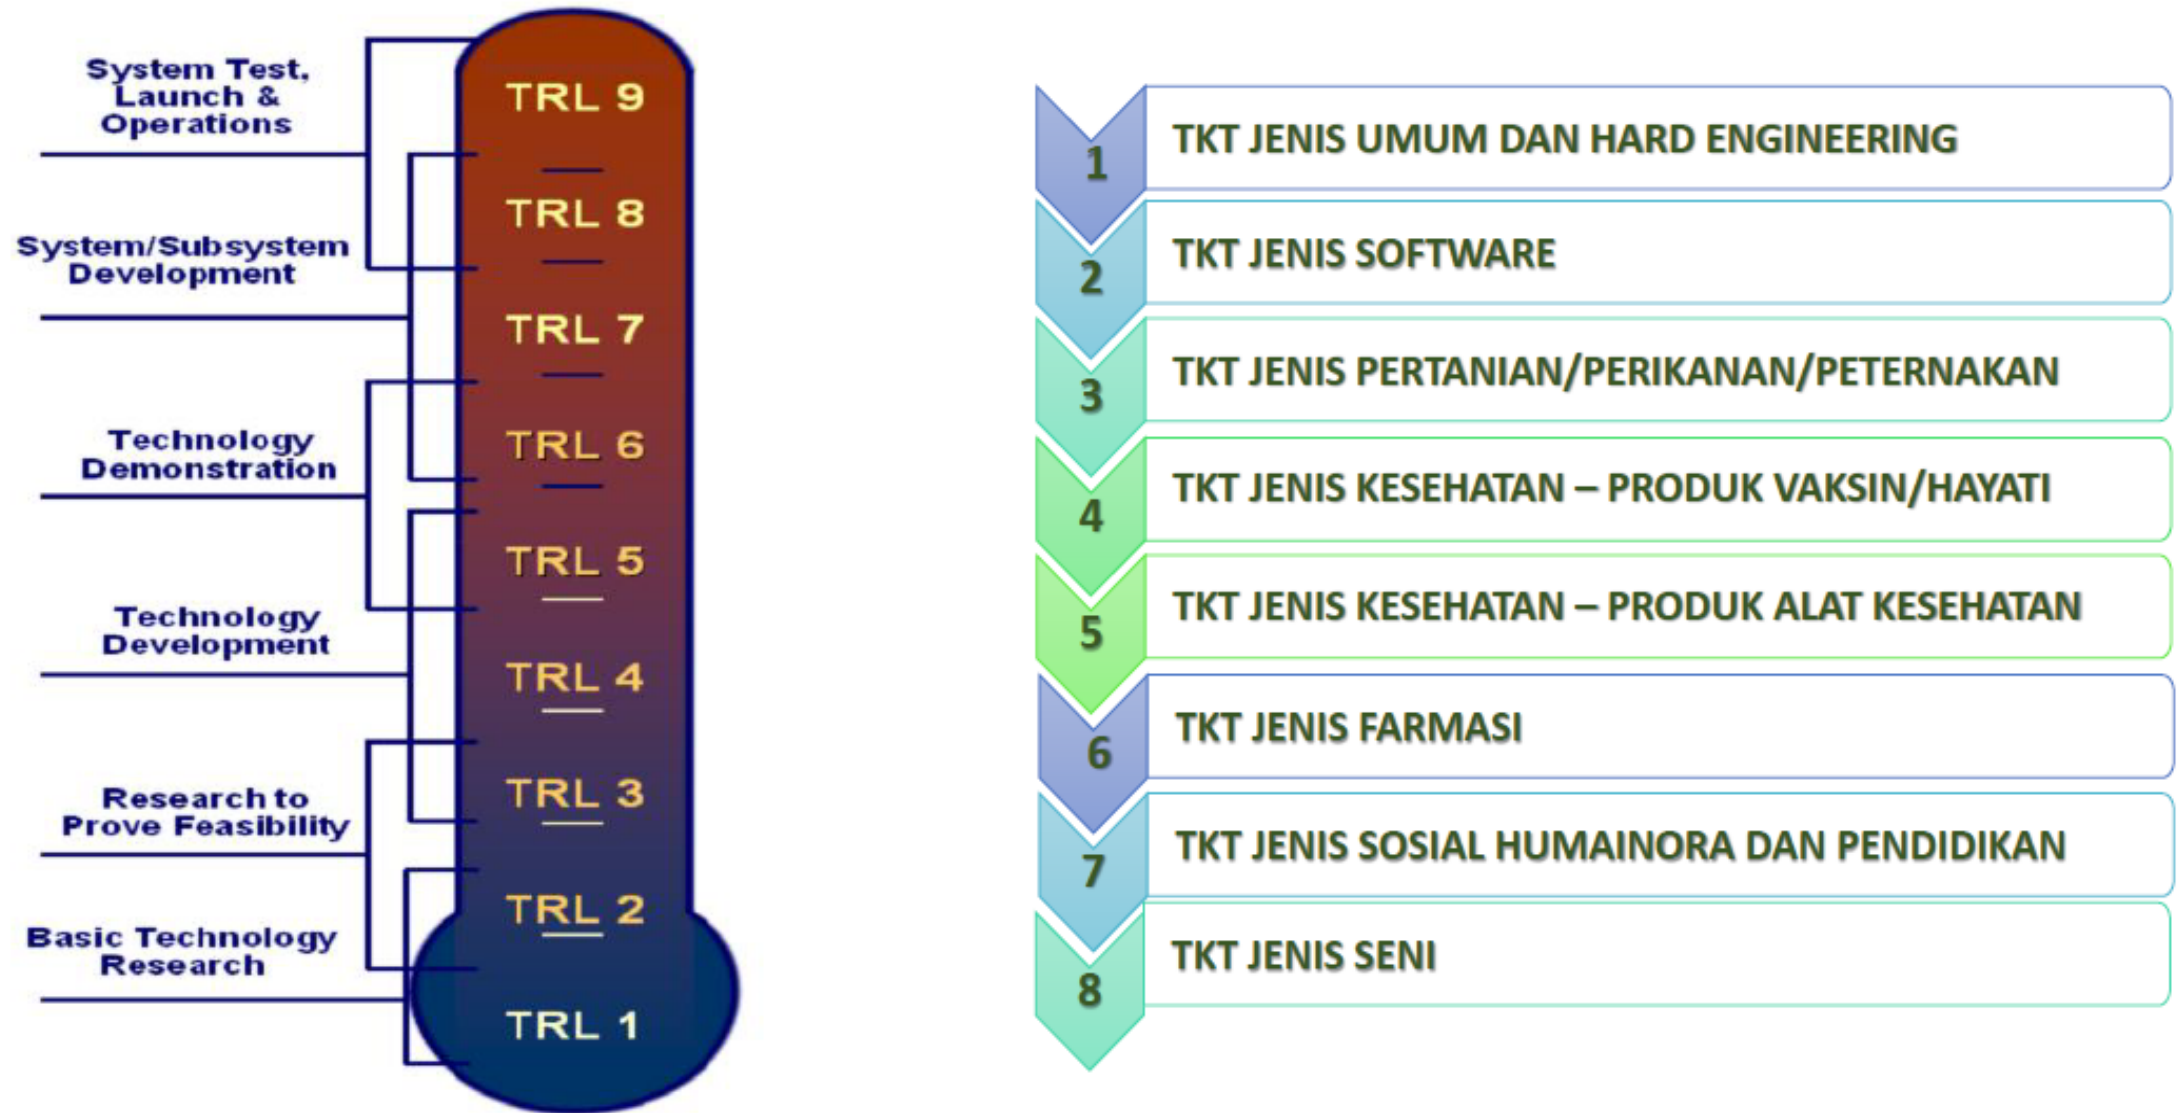 System Test,
Launch &
Operations
System/Subsystem
Development
Technology
Demonstration
Technology
Development
Research to
Prove Feasibility
Basic Technology
Research
TRL 9
TRL 8
TRL 7
TRL 6
TRL 5
TRL 4
TRL 3
TRL 2
TRL 1
1 TKT JENIS UMUM DAN HARD ENGINEERING
2 TKT JENIS SOFTWARE
3 TKT JENIS PERTANIAN/PERIKANAN/PETERNAKAN
4 TKT JENIS KESEHATAN – PRODUK VAKSIN/HAYATI
5 TKT JENIS KESEHATAN – PRODUK ALAT KESEHATAN
6 TKT JENIS FARMASI
7 TKT JENIS SOSIAL HUMAINORA DAN PENDIDIKAN
8 TKT JENIS SENI